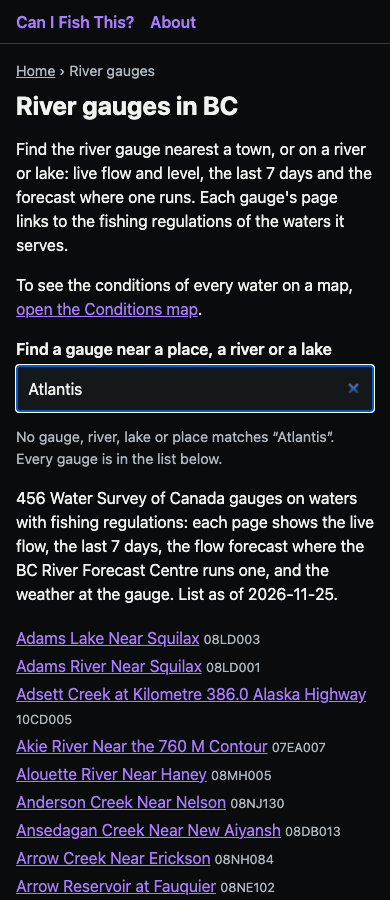 Can I Fish This? About
Home › River gauges
River gauges in BC
Find the river gauge nearest a town, or on a river
or lake: live flow and level, the last 7 days and the
forecast where one runs. Each gauge's page
links to the fishing regulations of the waters it
serves.
To see the conditions of every water on a map,
open the Conditions map.
Find a gauge near a place, a river or a lake
Atlantis ×
No gauge, river, lake or place matches “Atlantis”.
Every gauge is in the list below.
456 Water Survey of Canada gauges on waters
with fishing regulations: each page shows the live
flow, the last 7 days, the flow forecast where the
BC River Forecast Centre runs one, and the
weather at the gauge. List as of 2026-11-25.
Adams Lake Near Squilax 08LD003
Adams River Near Squilax 08LD001
Adsett Creek at Kilometre 386.0 Alaska Highway
10CD005
Akie River Near the 760 M Contour 07EA007
Alouette River Near Haney 08MH005
Anderson Creek Near Nelson 08NJ130
Ansedagan Creek Near New Aiyansh 08DB013
Arrow Creek Near Erickson 08NH084
Arrow Reservoir at Fauquier 08NE102